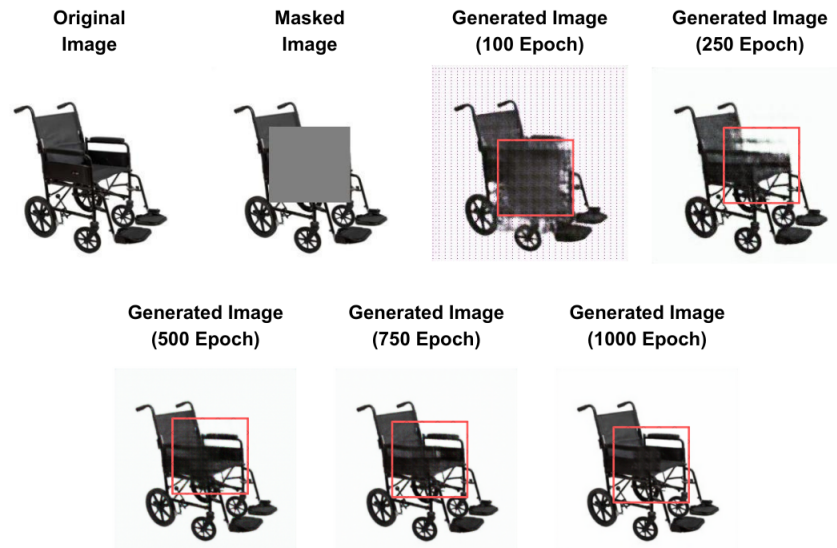 Original
Image
Masked
Image
Generated Image
(100 Epoch)
Generated Image
(250 Epoch)
Generated Image
(500 Epoch)
Generated Image
(750 Epoch)
Generated Image
(1000 Epoch)